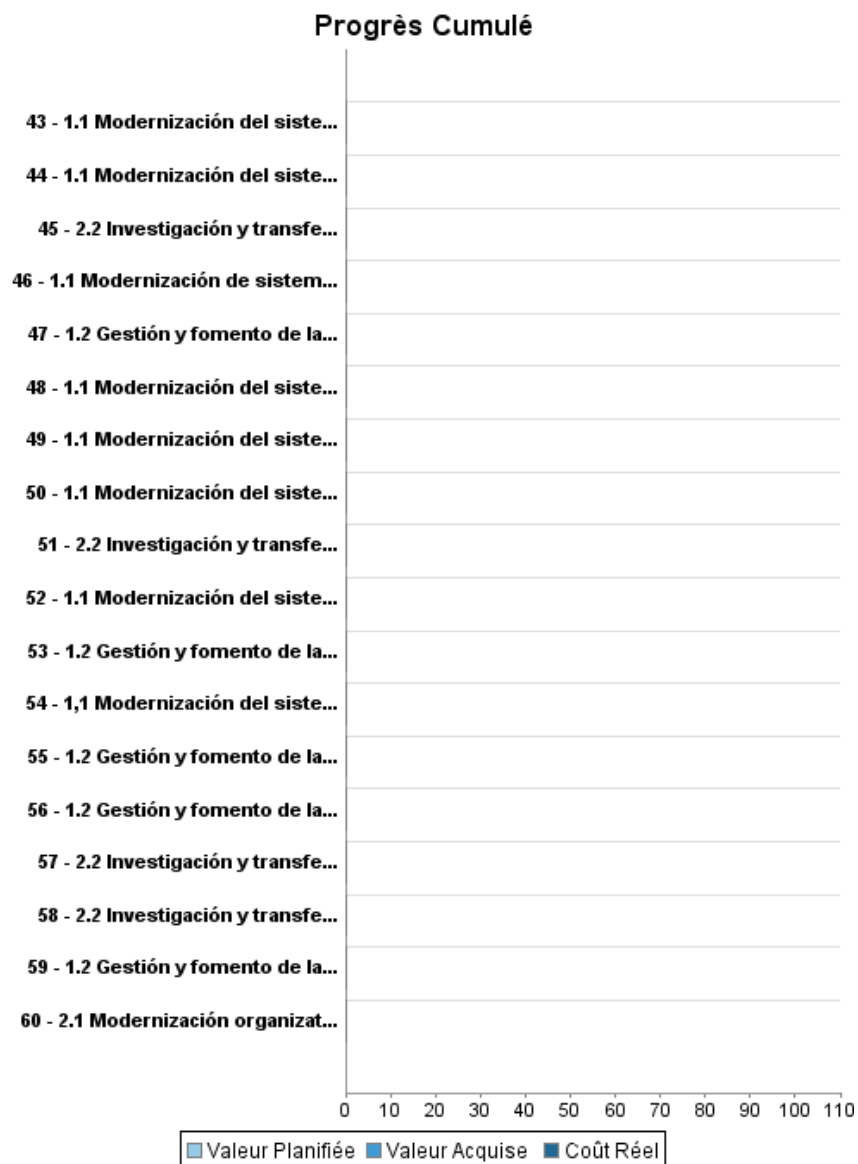 Progrès Cumulé
43 - 1.1 Modernización del siste...
44 - 1.1 Modernización del siste...
45 - 2.2 Investigación y transfe...
46 - 1.1 Modernización de sistem...
47 - 1.2 Gestión y fomento de la...
48 - 1.1 Modernización del siste...
49 - 1.1 Modernización del siste...
50 - 1.1 Modernización del siste...
51 - 2.2 Investigación y transfe...
52 - 1.1 Modernización del siste...
53 - 1.2 Gestión y fomento de la...
54 - 1,1 Modernización del siste...
55 - 1.2 Gestión y fomento de la...
56 - 1.2 Gestión y fomento de la...
57 - 2.2 Investigación y transfe...
58 - 2.2 Investigación y transfe...
59 - 1.2 Gestión y fomento de la...
60 - 2.1 Modernización organizat...
0 10 20 30 40 50 60 70 80 90 100 110
Valeur Planifiée Valeur Acquise Coût Réel